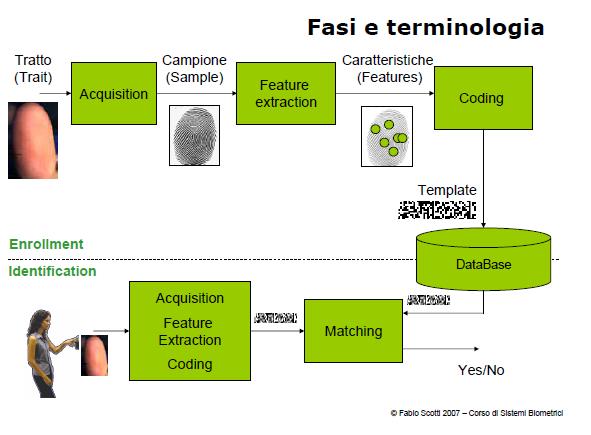 Fasi e terminologia
Tratto
(Trait)
Acquisition
Campione
(Sample)
Feature
extraction
Caratteristiche
(Features)
Coding
Template
DataBase
Enrollment
Identification
Acquisition
Feature
Extraction
Coding
Matching
Yes/No
© Fabio Scotti 2007 – Corso di Sistemi Biometrici